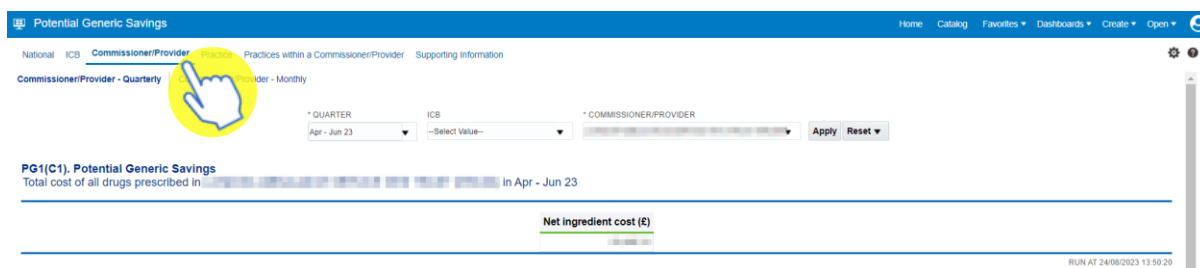 Potential Generic Savings Home Catalog Favorites Dashboards Create Open
National ICB Commissioner/Provider Practice Practices within a Commissioner/Provider Supporting Information
Commissioner/Provider - Quarterly Provider - Monthly
* QUARTER ICB * COMMISSIONER/PROVIDER
Apr - Jun 23 --Select Value-- Apply Reset
PG1(C1). Potential Generic Savings
Total cost of all drugs prescribed in in Apr - Jun 23
Net ingredient cost (£)
RUN AT 24/08/2023 13:50:20